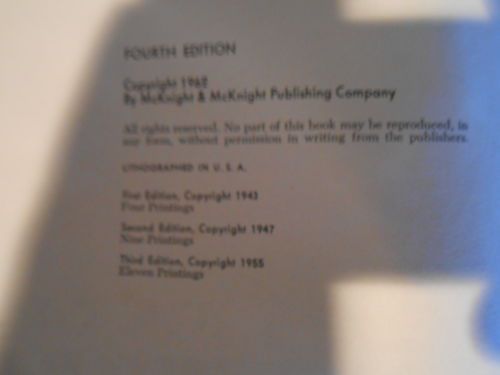 FOURTH EDITION
Copyright 1962
By McKnight & McKnight Publishing Company
All rights reserved. No part of this book may be reproduced, in
any form, without permission in writing from the publishers.
LITHOGRAPHED IN U. S. A.
First Edition, Copyright 1943
Four Printings
Second Edition, Copyright 1947
Nine Printings
Third Edition, Copyright 1955
Eleven Printings